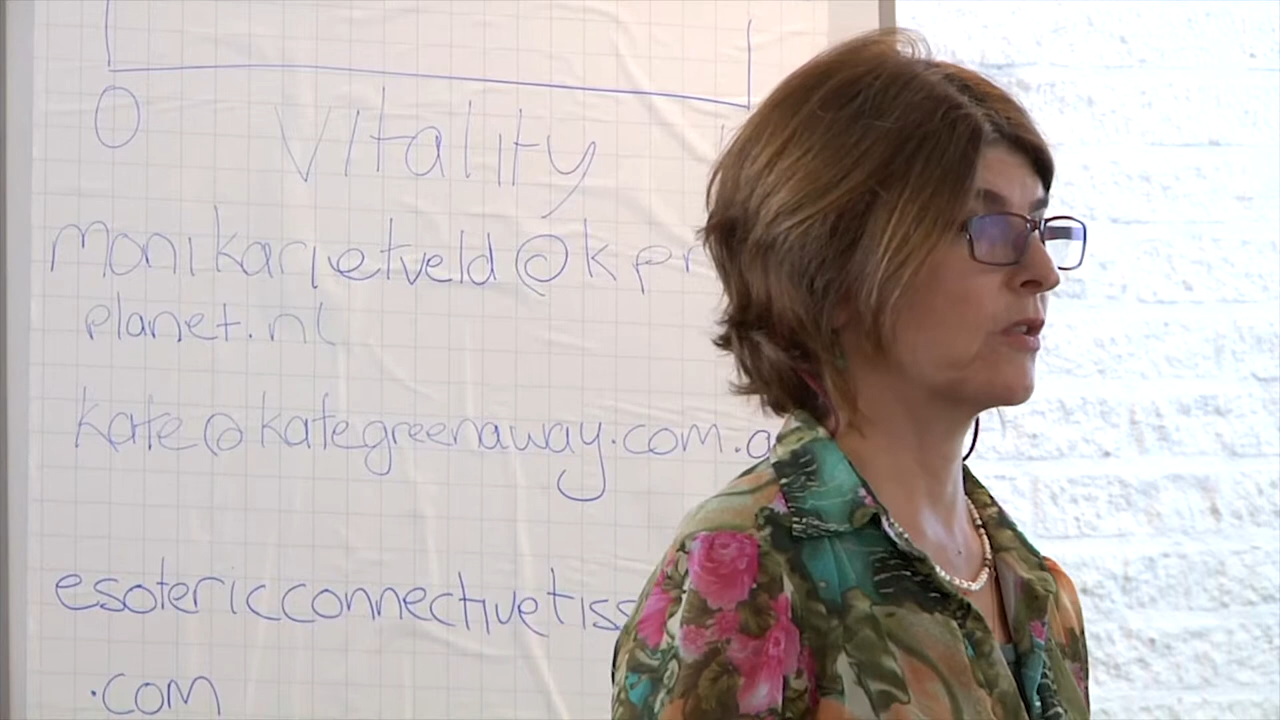 0 Vitality
monikarietveld@kpn
planet.nl
kate@kategreenaway.com.a
esotericconnectivetiss
.com